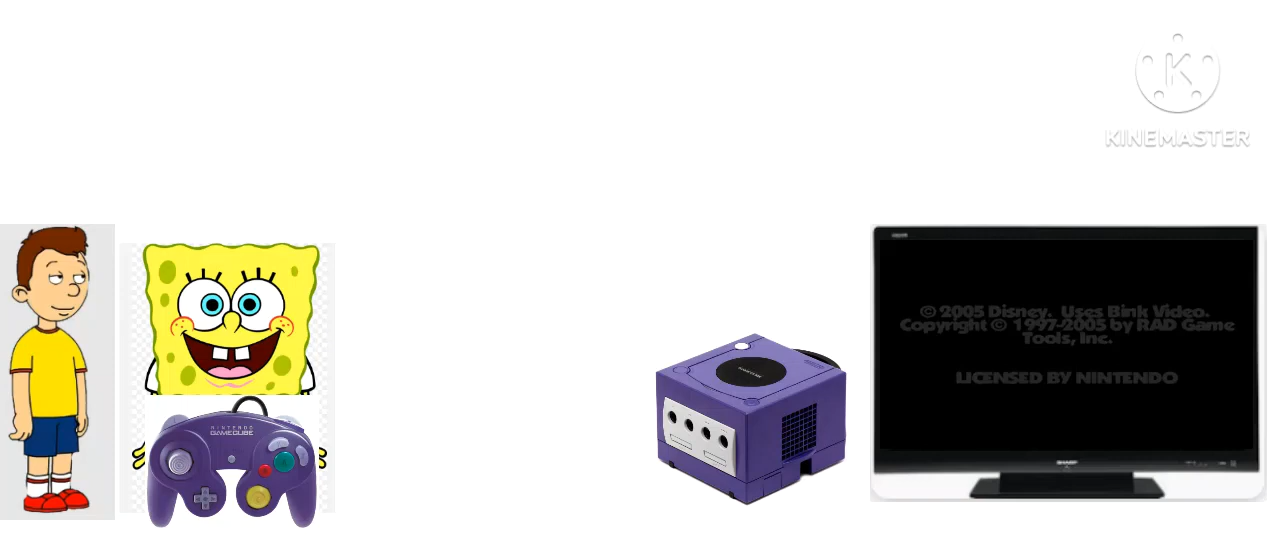 KINEMASTER
NINTENDO
GAMECUBE
© 2005 Disney. Uses Bink Video.
Copyright © 1997-2005 by RAD Game
Tools, Inc.
LICENSED BY NINTENDO
SHARP